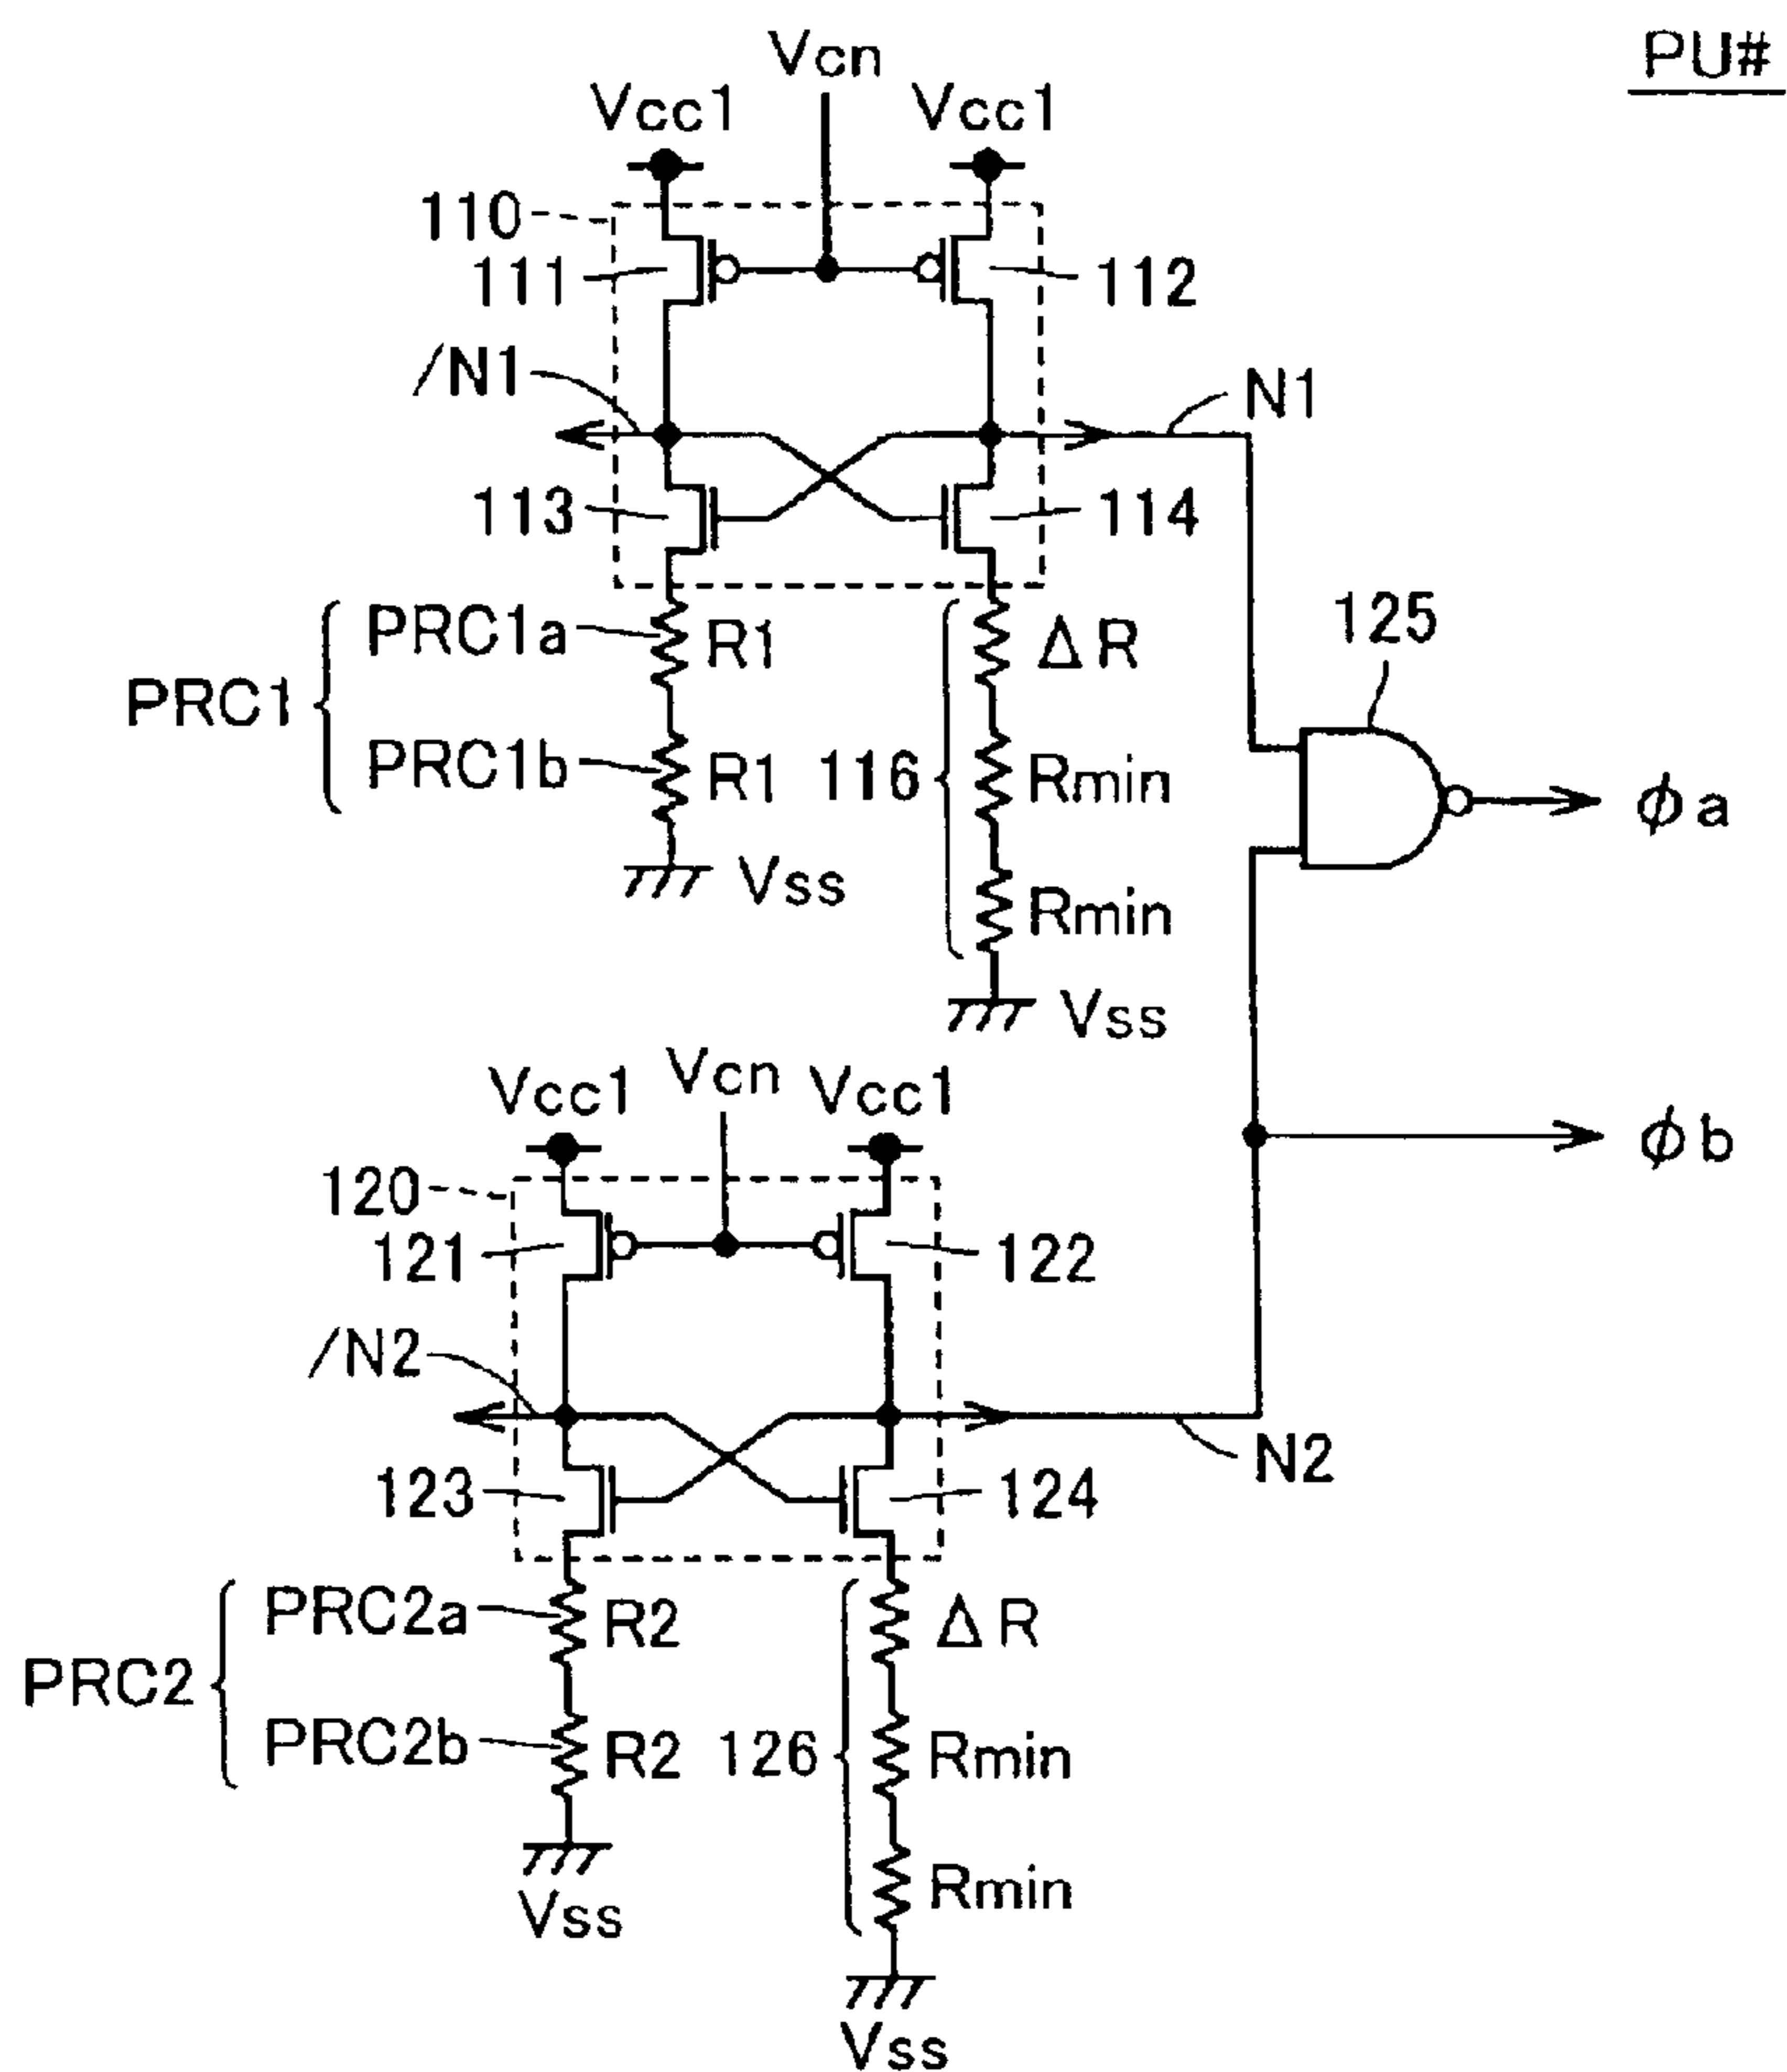 PU#
Vcn
Vcc1 Vcc1
110
111 112
/N1 N1
113 114
125
PRC1a R1 ΔR
PRC1
PRC1b R1 116 Rmin
ϕa
Vss Rmin
Vss
Vcn
Vcc1 Vcc1
ϕb
120
121 122
/N2
N2
123 124
PRC2a R2 ΔR
PRC2
PRC2b R2 126 Rmin
Rmin
Vss
Vss